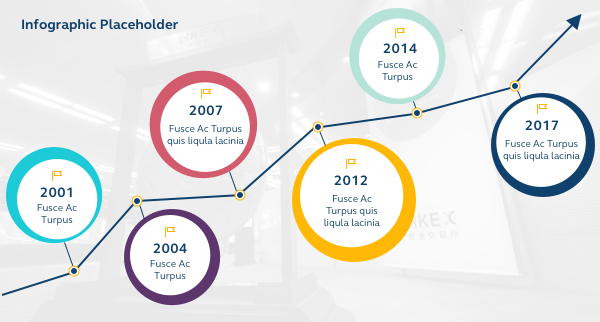 Infographic Placeholder
2001
Fusce Ac
Turpus
2004
Fusce Ac
Turpus
2007
Fusce Ac Turpus
quis liqula lacinia
2012
Fusce Ac
Turpus quis
liqula lacinia
2014
Fusce Ac
Turpus
2017
Fusce Ac Turpus
quis liqula lacinia